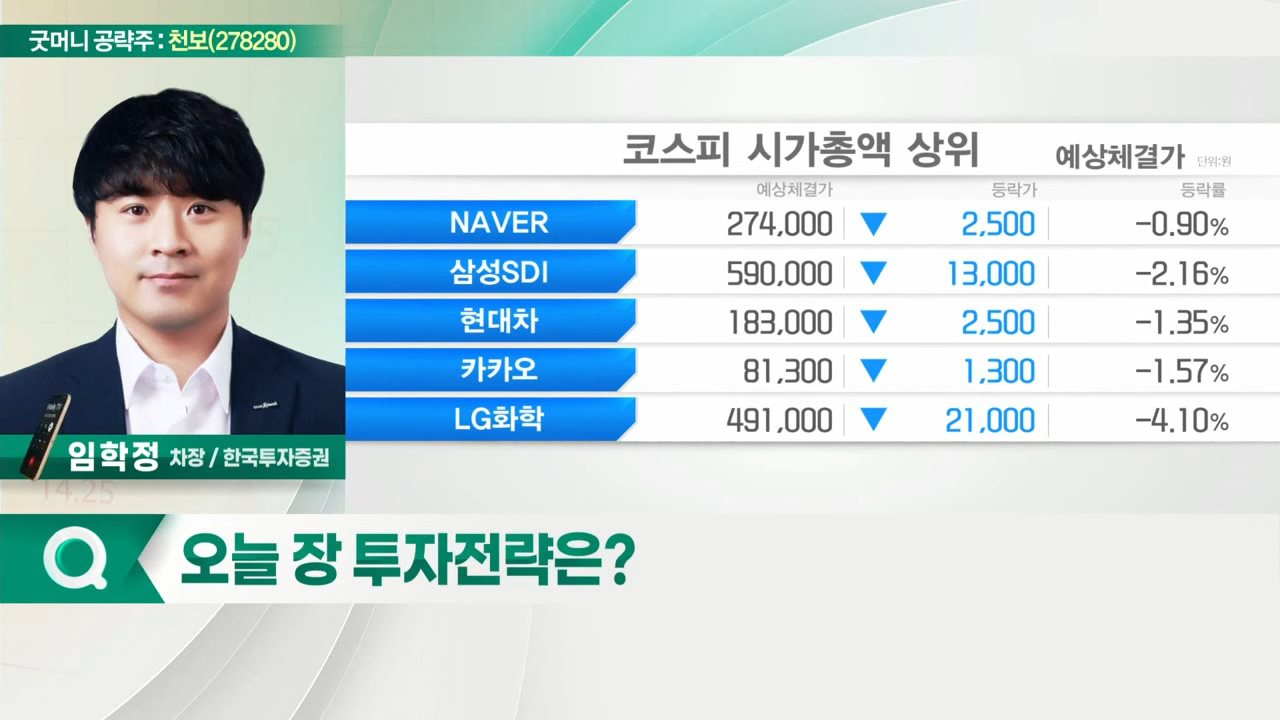 굿머니 공략주 : 천보(278280)
코스피 시가총액 상위 예상체결가 단위:원
예상체결가 등락가 등락률
NAVER 274,000 ▼ 2,500 -0.90%
삼성SDI 590,000 ▼ 13,000 -2.16%
현대차 183,000 ▼ 2,500 -1.35%
카카오 81,300 ▼ 1,300 -1.57%
LG화학 491,000 ▼ 21,000 -4.10%
임학정 차장 / 한국투자증권
14.25
Q 오늘 장 투자전략은?